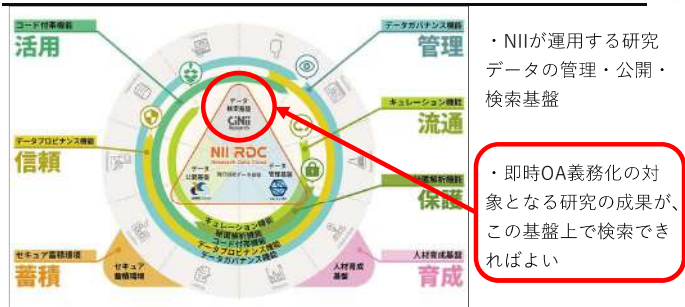 コード付帯機能
活用
データガバナンス機能
管理
キュレーション機能
流通
データプロビナンス機能
信頼
秘匿解析機能
保護
セキュア蓄積環境
蓄積
人材育成基盤
育成
データ
検索基盤
CiNii
Research
NII RDC
Research Data Cloud
データ
公開基盤
データ
管理基盤
キュレーション機能
秘匿解析機能
コード付帯機能
データプロビナンス機能
データガバナンス機能
セキュア
蓄積環境
人材育成
基盤
・NIIが運用する研究
データの管理・公開・
検索基盤
・即時OA義務化の対
象となる研究の成果が、
この基盤上で検索でき
ればよい